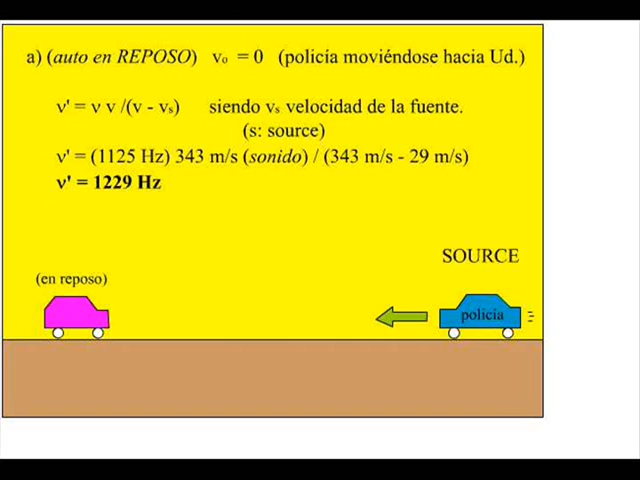 a) (auto en REPOSO) vₒ = 0 (policía moviéndose hacia Ud.)
ν' = ν v /(v - vₛ) siendo vₛ velocidad de la fuente.
(s: source)
ν' = (1125 Hz) 343 m/s (sonido) / (343 m/s - 29 m/s)
ν' = 1229 Hz
SOURCE
(en reposo)
policía